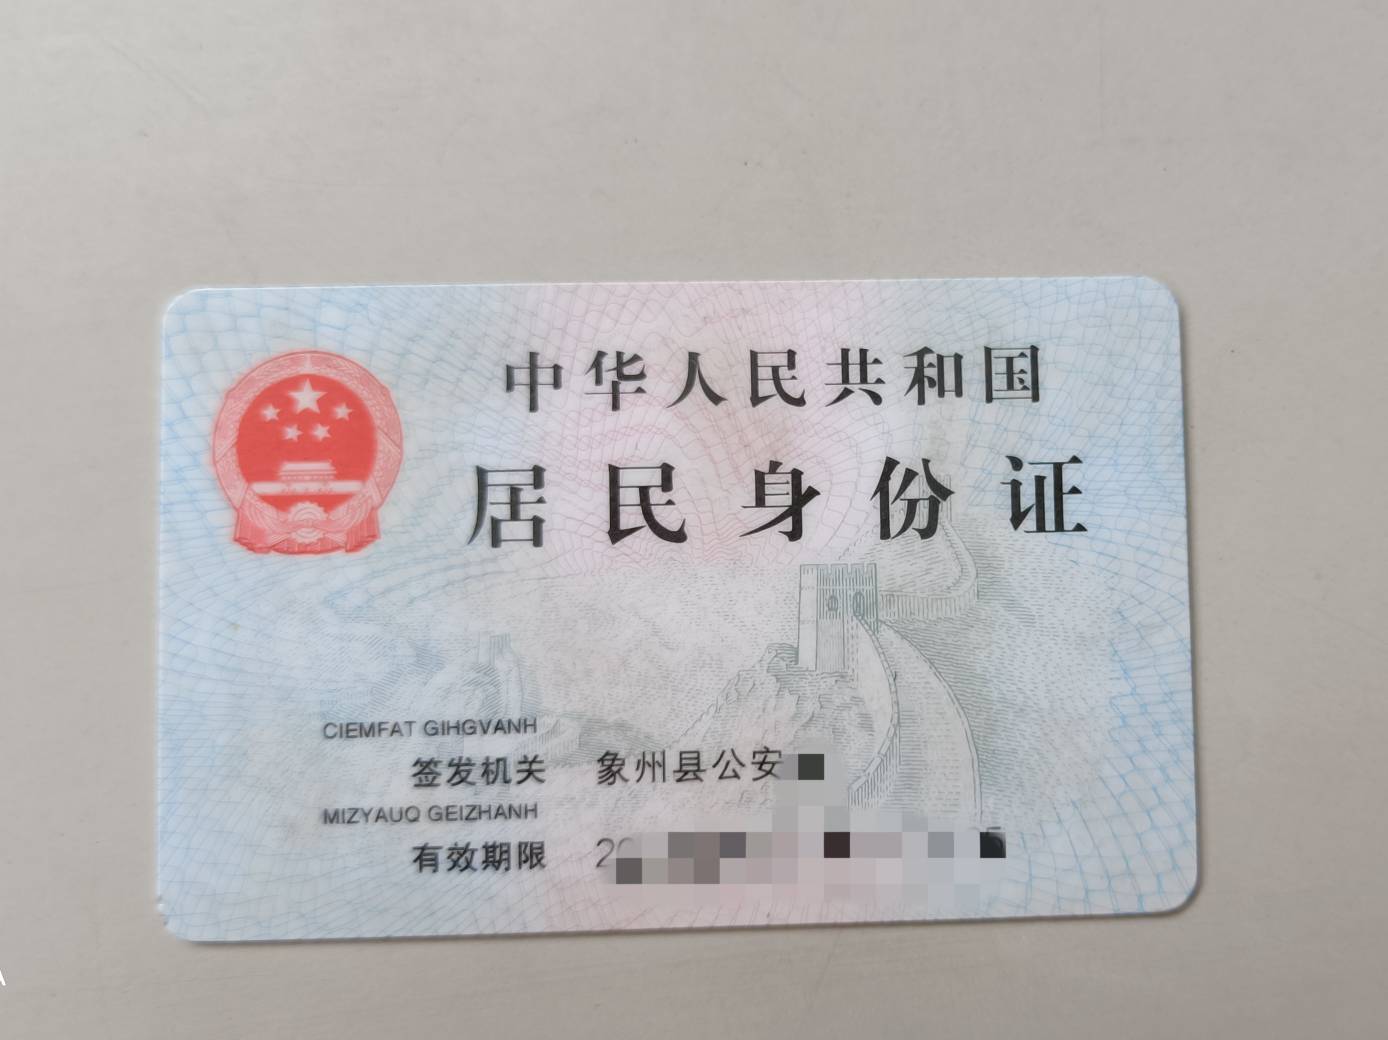 中华人民共和国
居民身份证
CIEMFAT GIHGVANH
签发机关 象州县公安
MIZYAUQ GEIZHANH
有效期限